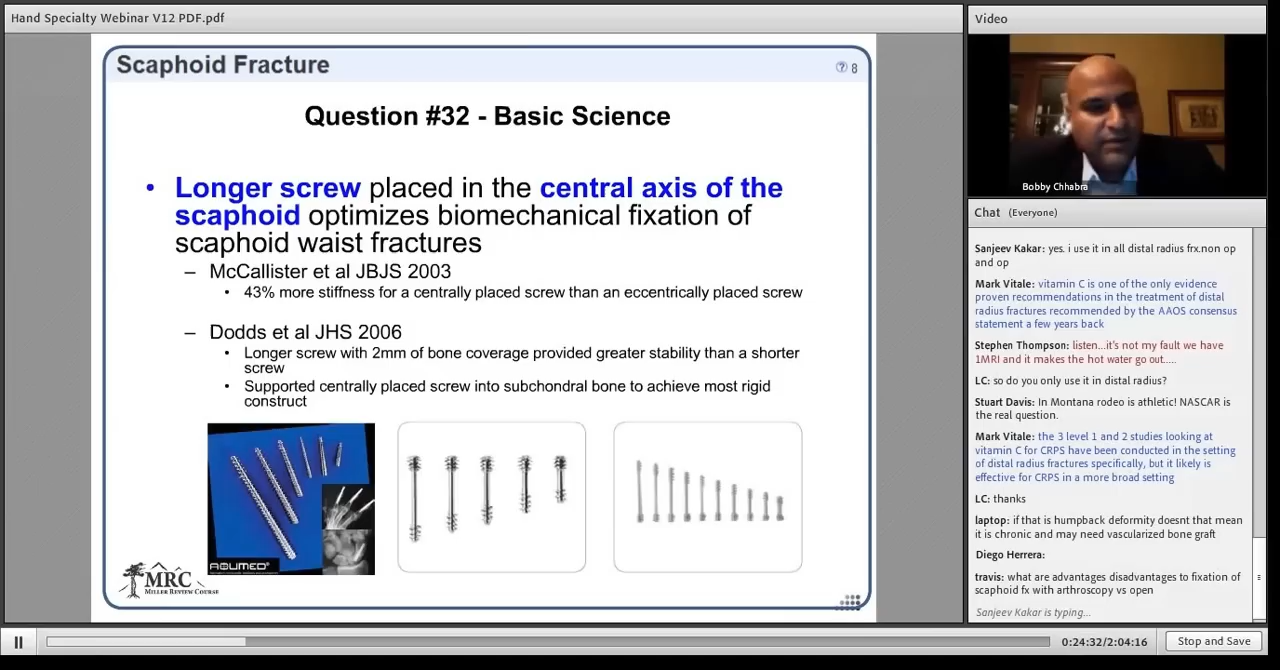 Hand Specialty Webinar V12 PDF.pdf
Scaphoid Fracture
8
Question #32 - Basic Science
• Longer screw placed in the central axis of the
scaphoid optimizes biomechanical fixation of
scaphoid waist fractures
– McCallister et al JBJS 2003
• 43% more stiffness for a centrally placed screw than an eccentrically placed screw
– Dodds et al JHS 2006
• Longer screw with 2mm of bone coverage provided greater stability than a shorter
screw
• Supported centrally placed screw into subchondral bone to achieve most rigid
construct
ACUMED
MRC
MILLER REVIEW COURSE
Video
Bobby Chhabra
Chat (Everyone)
Sanjeev Kakar: yes. i use it in all distal radius frx.non op
and op
Mark Vitale: vitamin C is one of the only evidence
proven recommendations in the treatment of distal
radius fractures recommended by the AAOS consensus
statement a few years back
Stephen Thompson: listen...it's not my fault we have
1MRI and it makes the hot water go out.....
LC: so do you only use it in distal radius?
Stuart Davis: In Montana rodeo is athletic! NASCAR is
the real question.
Mark Vitale: the 3 level 1 and 2 studies looking at
vitamin C for CRPS have been conducted in the setting
of distal radius fractures specifically, but it likely is
effective for CRPS in a more broad setting
LC: thanks
laptop: if that is humpback deformity doesnt that mean
it is chronic and may need vascularized bone graft
Diego Herrera:
travis: what are advantages disadvantages to fixation of
scaphoid fx with arthroscopy vs open
Sanjeev Kakar is typing...
0:24:32/2:04:16
Stop and Save